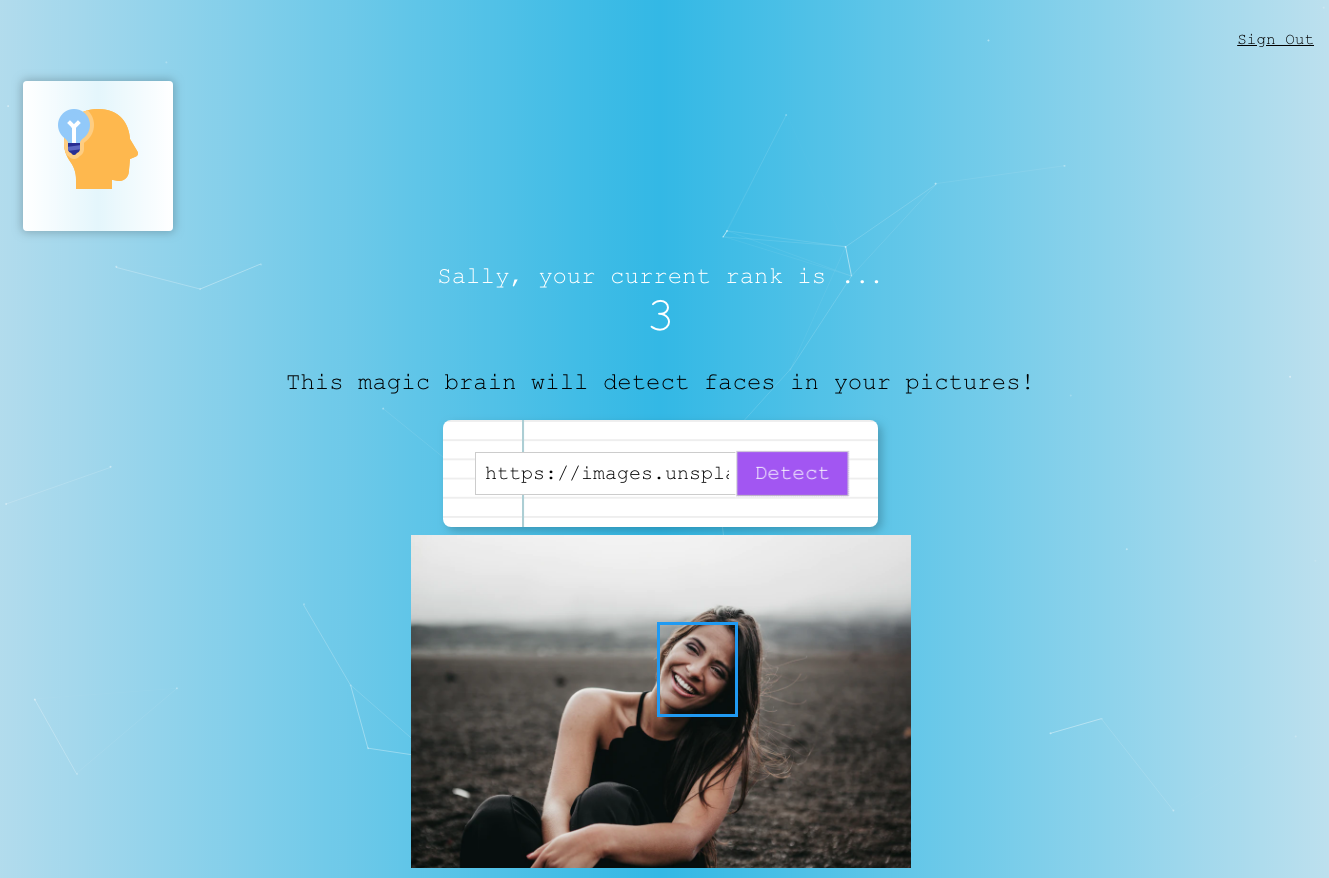 Sign Out
Sally, your current rank is ...
3
This magic brain will detect faces in your pictures!
https://images.unspl
Detect